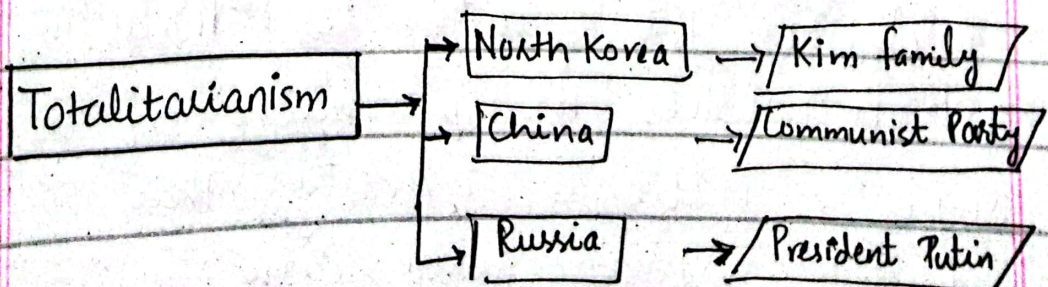 North Korea
Kim family
Totalitarianism
China
Communist Party
Russia
President Putin